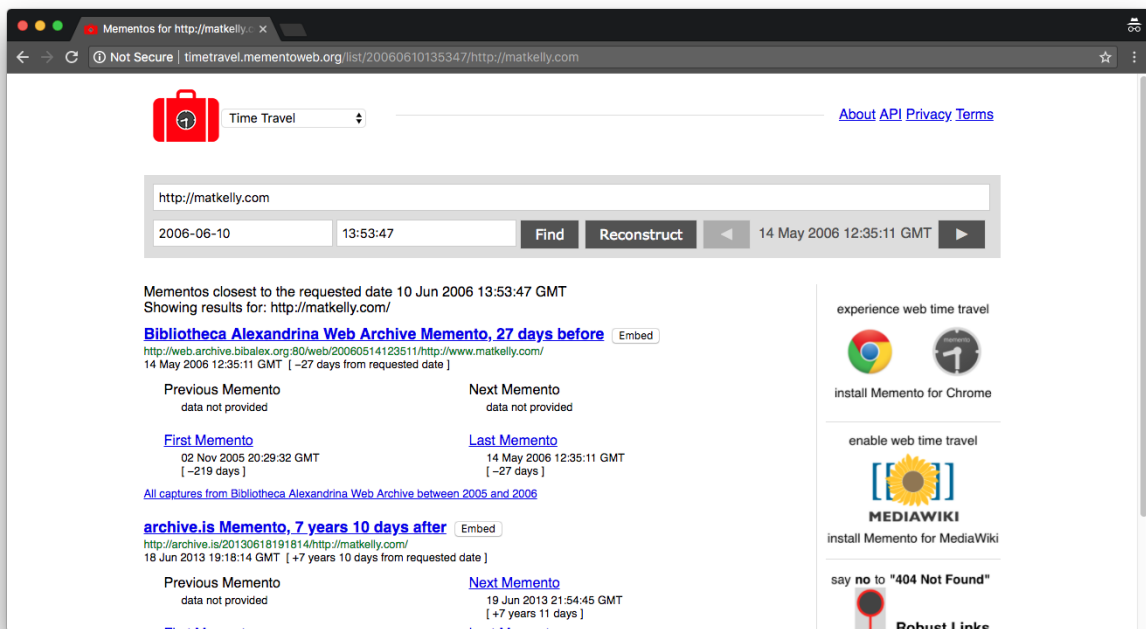 Mementos for http://matkelly.c
Not Secure | timetravel.mementoweb.org/list/20060610135347/http://matkelly.com
Time Travel
About API Privacy Terms
http://matkelly.com
2006-06-10 13:53:47 Find Reconstruct 14 May 2006 12:35:11 GMT
Mementos closest to the requested date 10 Jun 2006 13:53:47 GMT
Showing results for: http://matkelly.com/
Bibliotheca Alexandrina Web Archive Memento, 27 days before Embed
http://web.archive.bibalex.org:80/web/20060514123511/http://www.matkelly.com/
14 May 2006 12:35:11 GMT [ −27 days from requested date ]
Previous Memento Next Memento
data not provided data not provided
First Memento Last Memento
02 Nov 2005 20:29:32 GMT 14 May 2006 12:35:11 GMT
[ −219 days ] [ −27 days ]
All captures from Bibliotheca Alexandrina Web Archive between 2005 and 2006
archive.is Memento, 7 years 10 days after Embed
http://archive.is/20130618191814/http://matkelly.com/
18 Jun 2013 19:18:14 GMT [ +7 years 10 days from requested date ]
Previous Memento Next Memento
data not provided 19 Jun 2013 21:54:45 GMT
[ +7 years 11 days ]
experience web time travel
memento
install Memento for Chrome
enable web time travel
[[ ]]
MEDIAWIKI
install Memento for MediaWiki
say no to "404 Not Found"
Robust Links